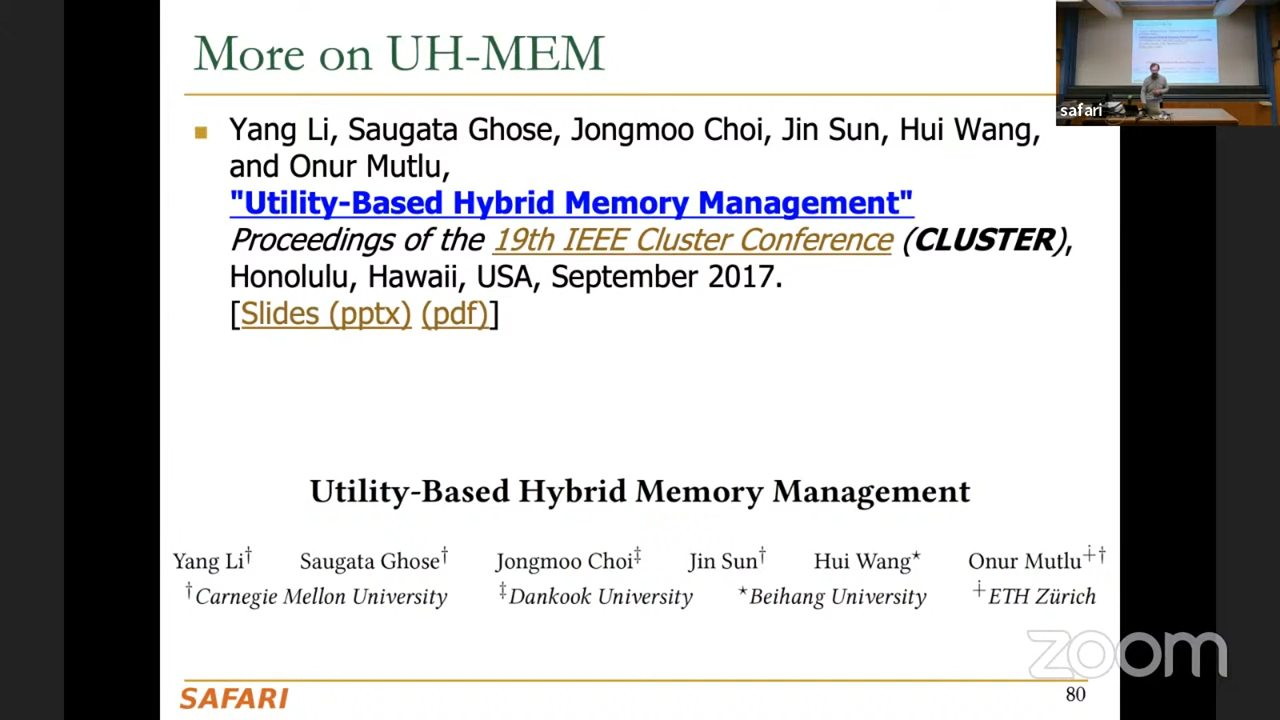 More on UH-MEM
safari
Yang Li, Saugata Ghose, Jongmoo Choi, Jin Sun, Hui Wang,
and Onur Mutlu,
"Utility-Based Hybrid Memory Management"
Proceedings of the 19th IEEE Cluster Conference (CLUSTER),
Honolulu, Hawaii, USA, September 2017.
[Slides (pptx) (pdf)]
Utility-Based Hybrid Memory Management
Yang Li† Saugata Ghose† Jongmoo Choi‡ Jin Sun† Hui Wang⋆ Onur Mutlu∔†
†Carnegie Mellon University ‡Dankook University ⋆Beihang University ∔ETH Zürich
zoom
SAFARI 80